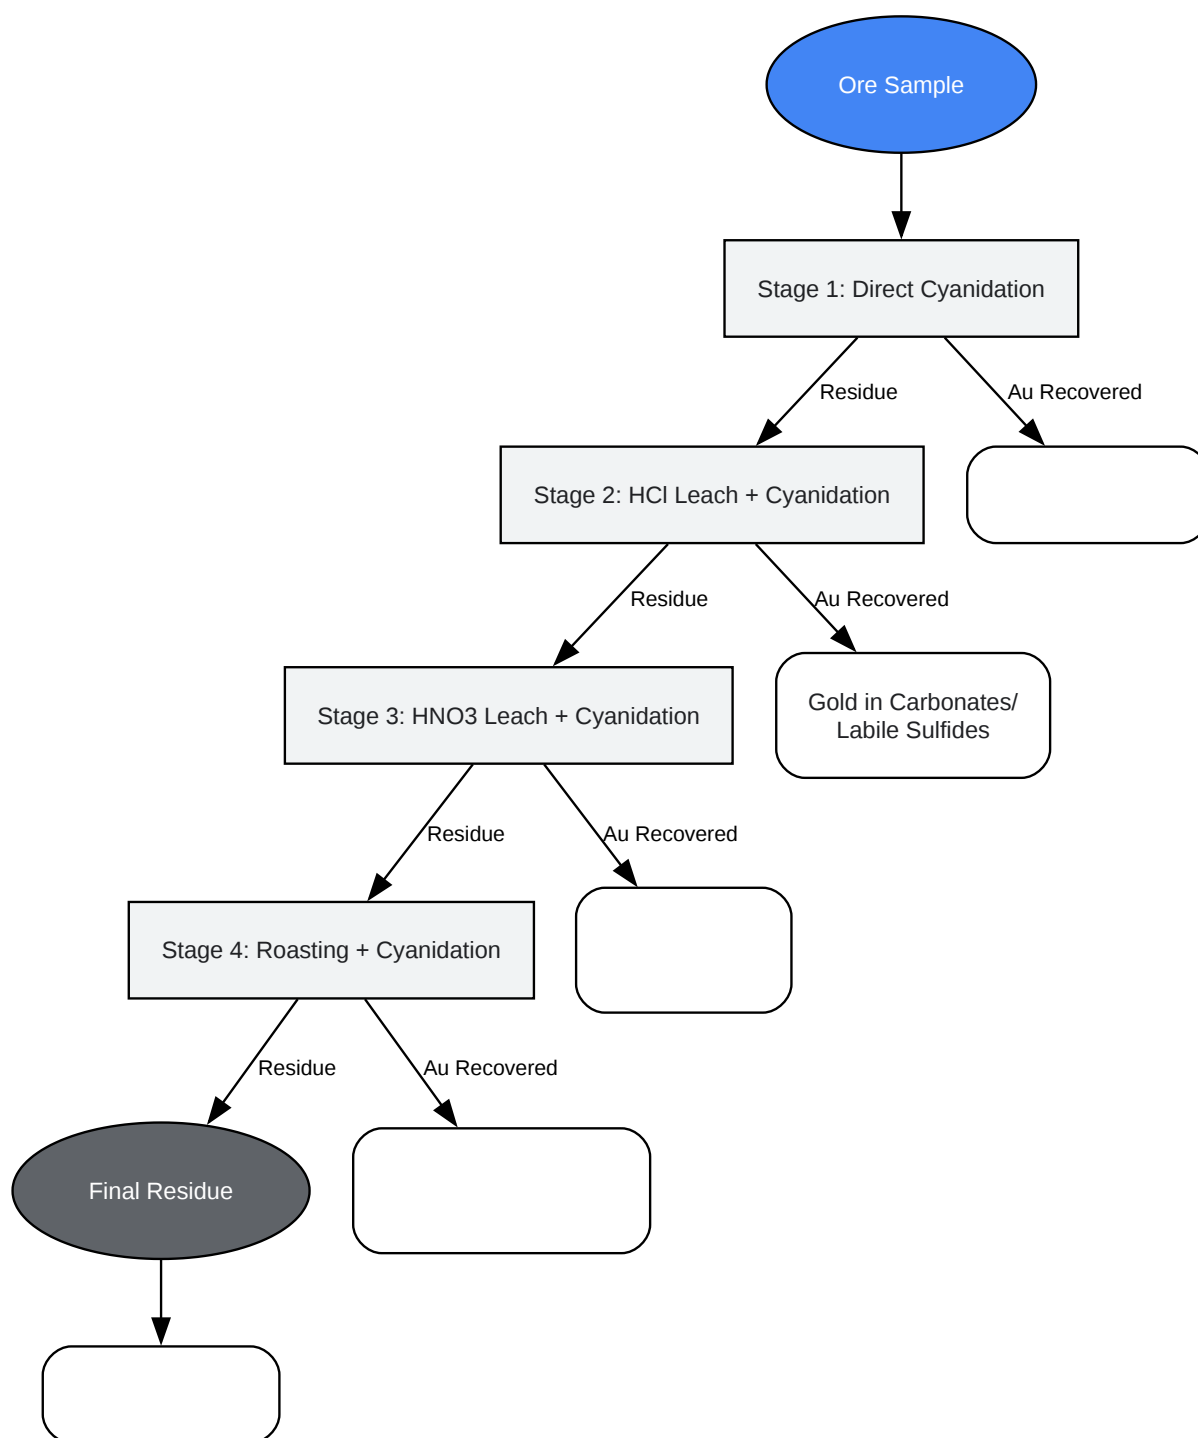 Ore Sample
Stage 1: Direct Cyanidation
Residue
Au Recovered
Stage 2: HCl Leach + Cyanidation
Residue
Au Recovered
Gold in Carbonates/
Labile Sulfides
Stage 3: HNO3 Leach + Cyanidation
Residue
Au Recovered
Stage 4: Roasting + Cyanidation
Residue
Au Recovered
Final Residue